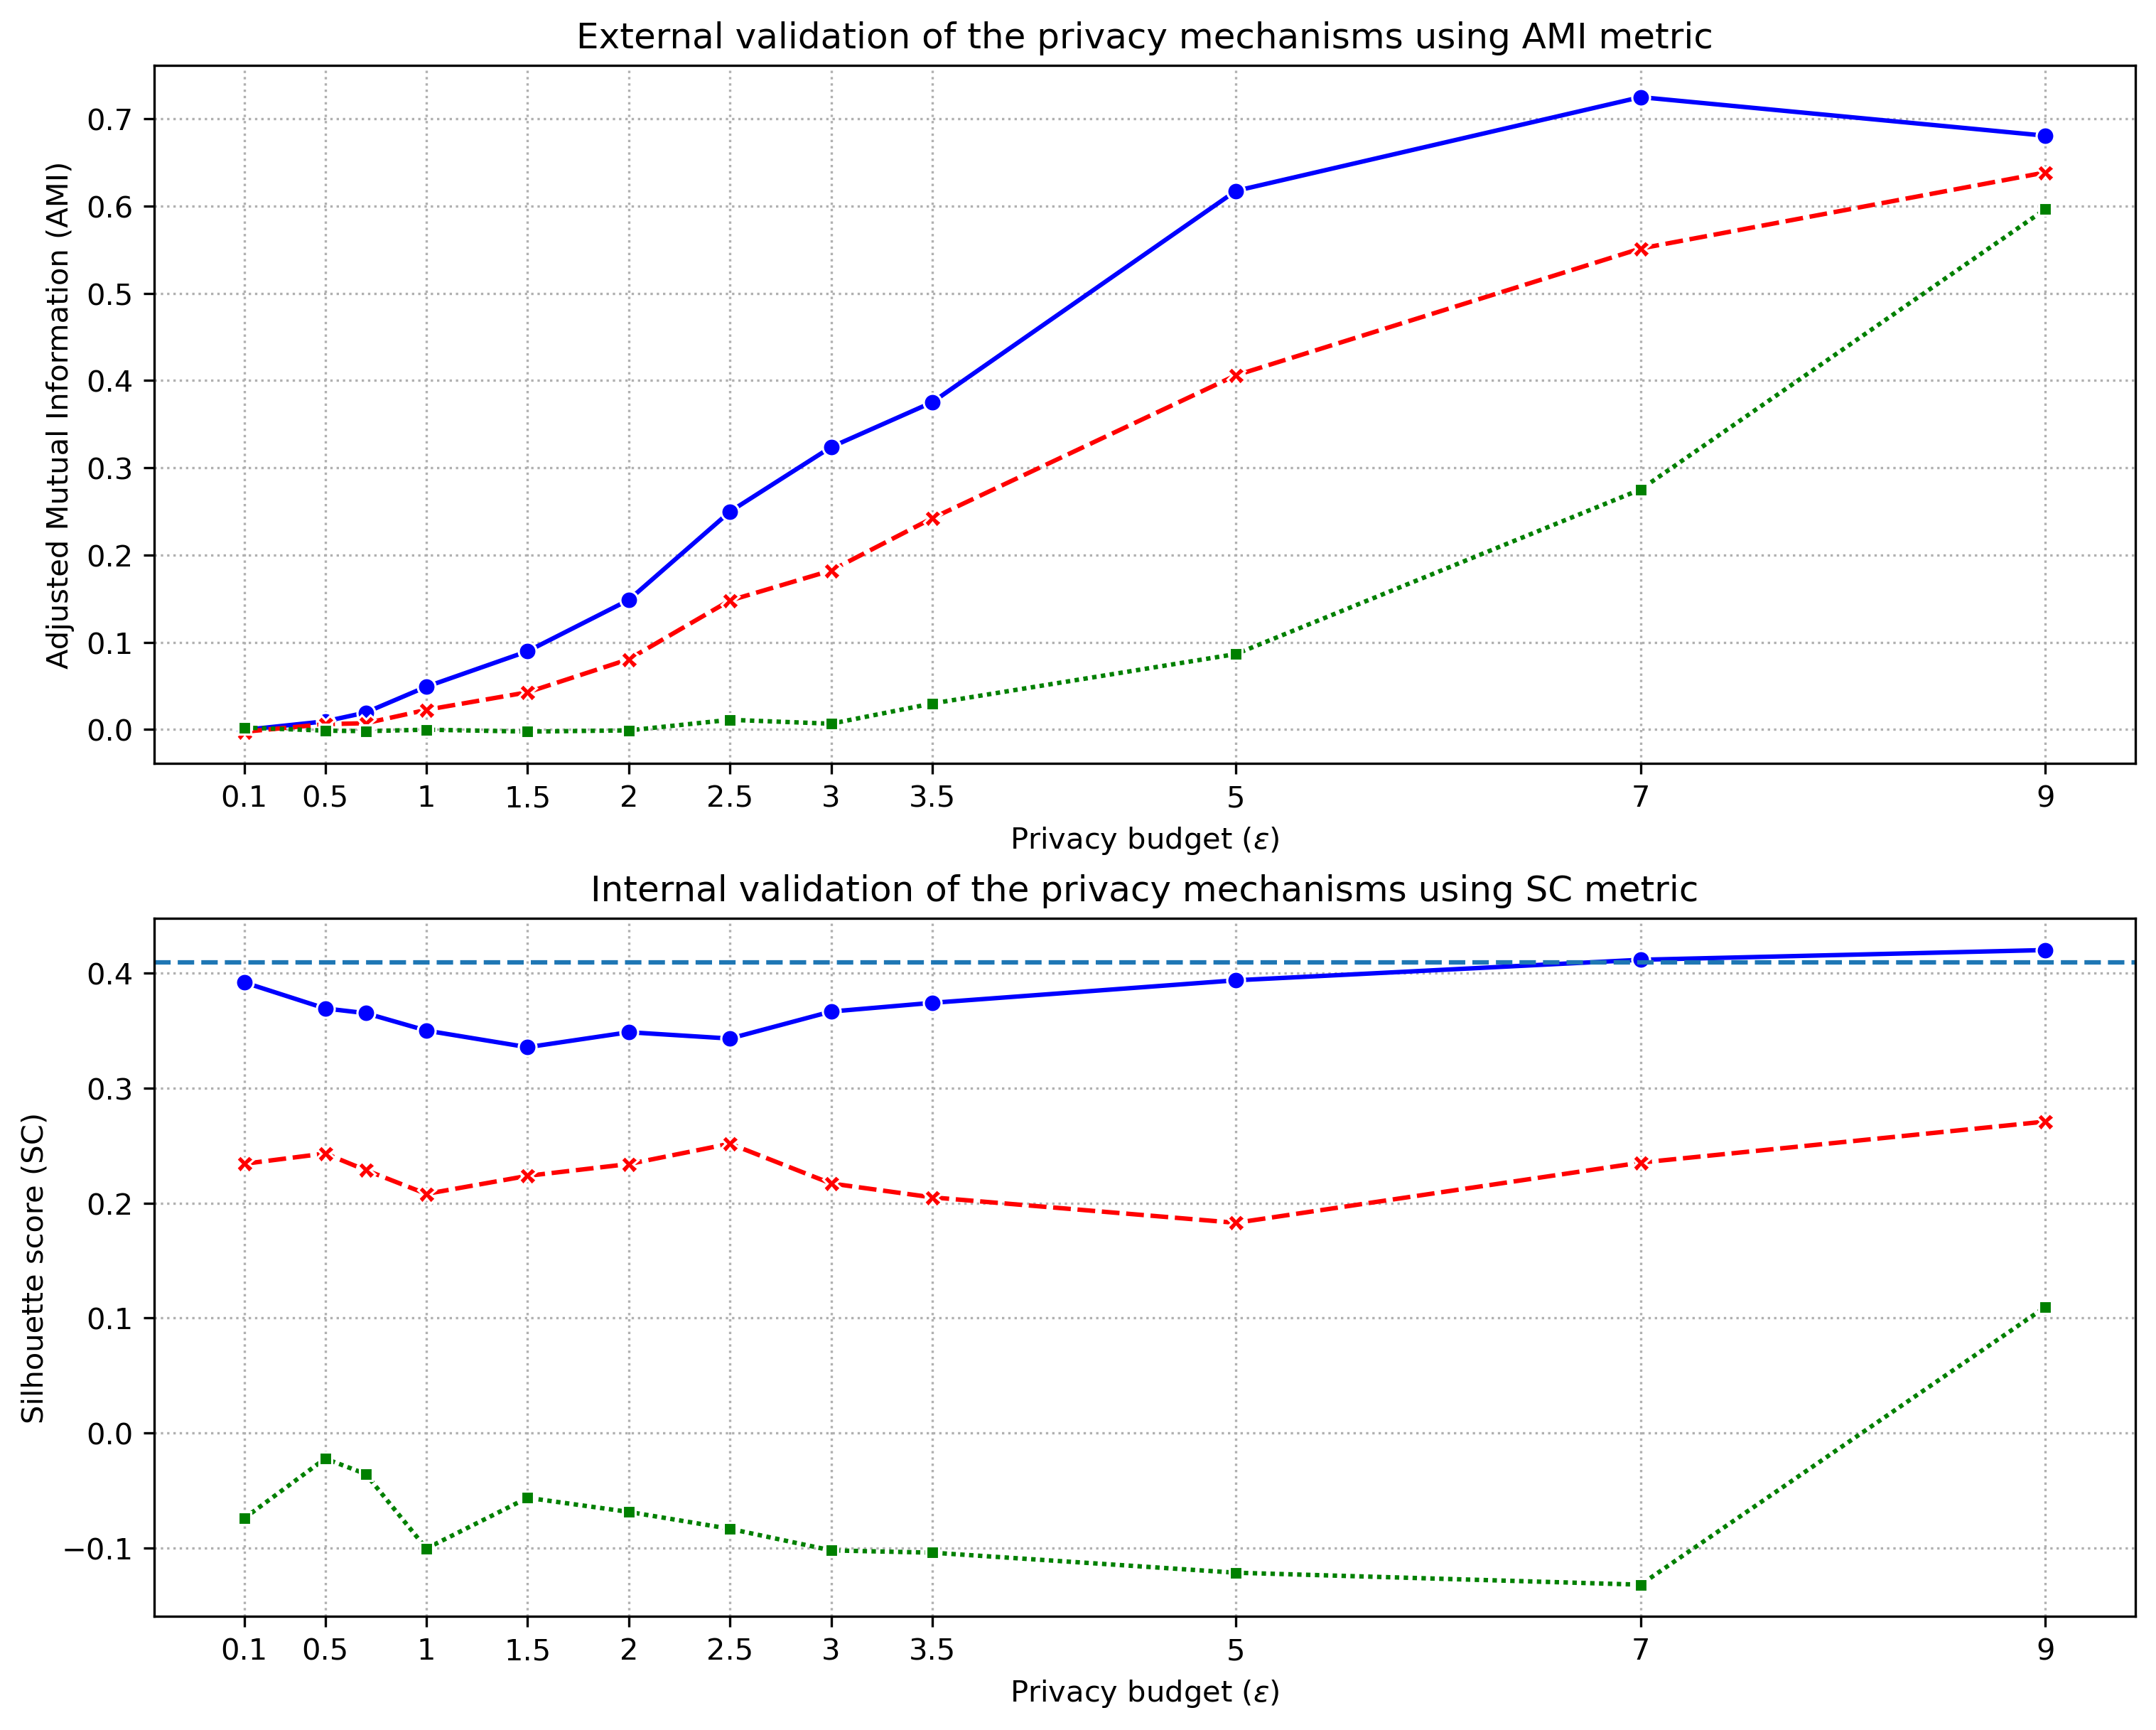 External validation of the privacy mechanisms using AMI metric
Adjusted Mutual Information (AMI)
0.7
0.6
0.5
0.4
0.3
0.2
0.1
0.0
0.1 0.5 1 1.5 2 2.5 3 3.5 5 7 9
Privacy budget (ε)
Internal validation of the privacy mechanisms using SC metric
Silhouette score (SC)
0.4
0.3
0.2
0.1
0.0
−0.1
0.1 0.5 1 1.5 2 2.5 3 3.5 5 7 9
Privacy budget (ε)